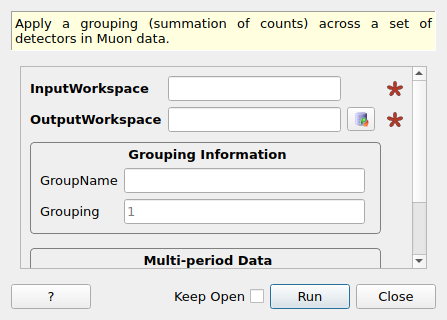 Apply a grouping (summation of counts) across a set of
detectors in Muon data.
InputWorkspace
OutputWorkspace
Grouping Information
GroupName
Grouping 1
Multi-period Data
? Keep Open Run Close